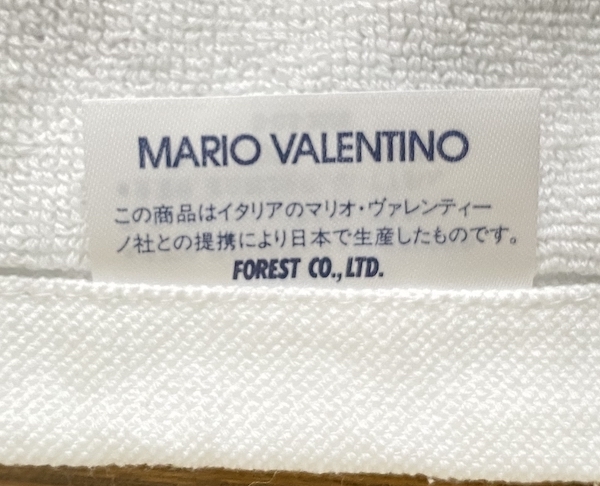 MARIO VALENTINO
この商品はイタリアのマリオ・ヴァレンティー
ノ社との提携により日本で生産したものです。
FOREST CO., LTD.